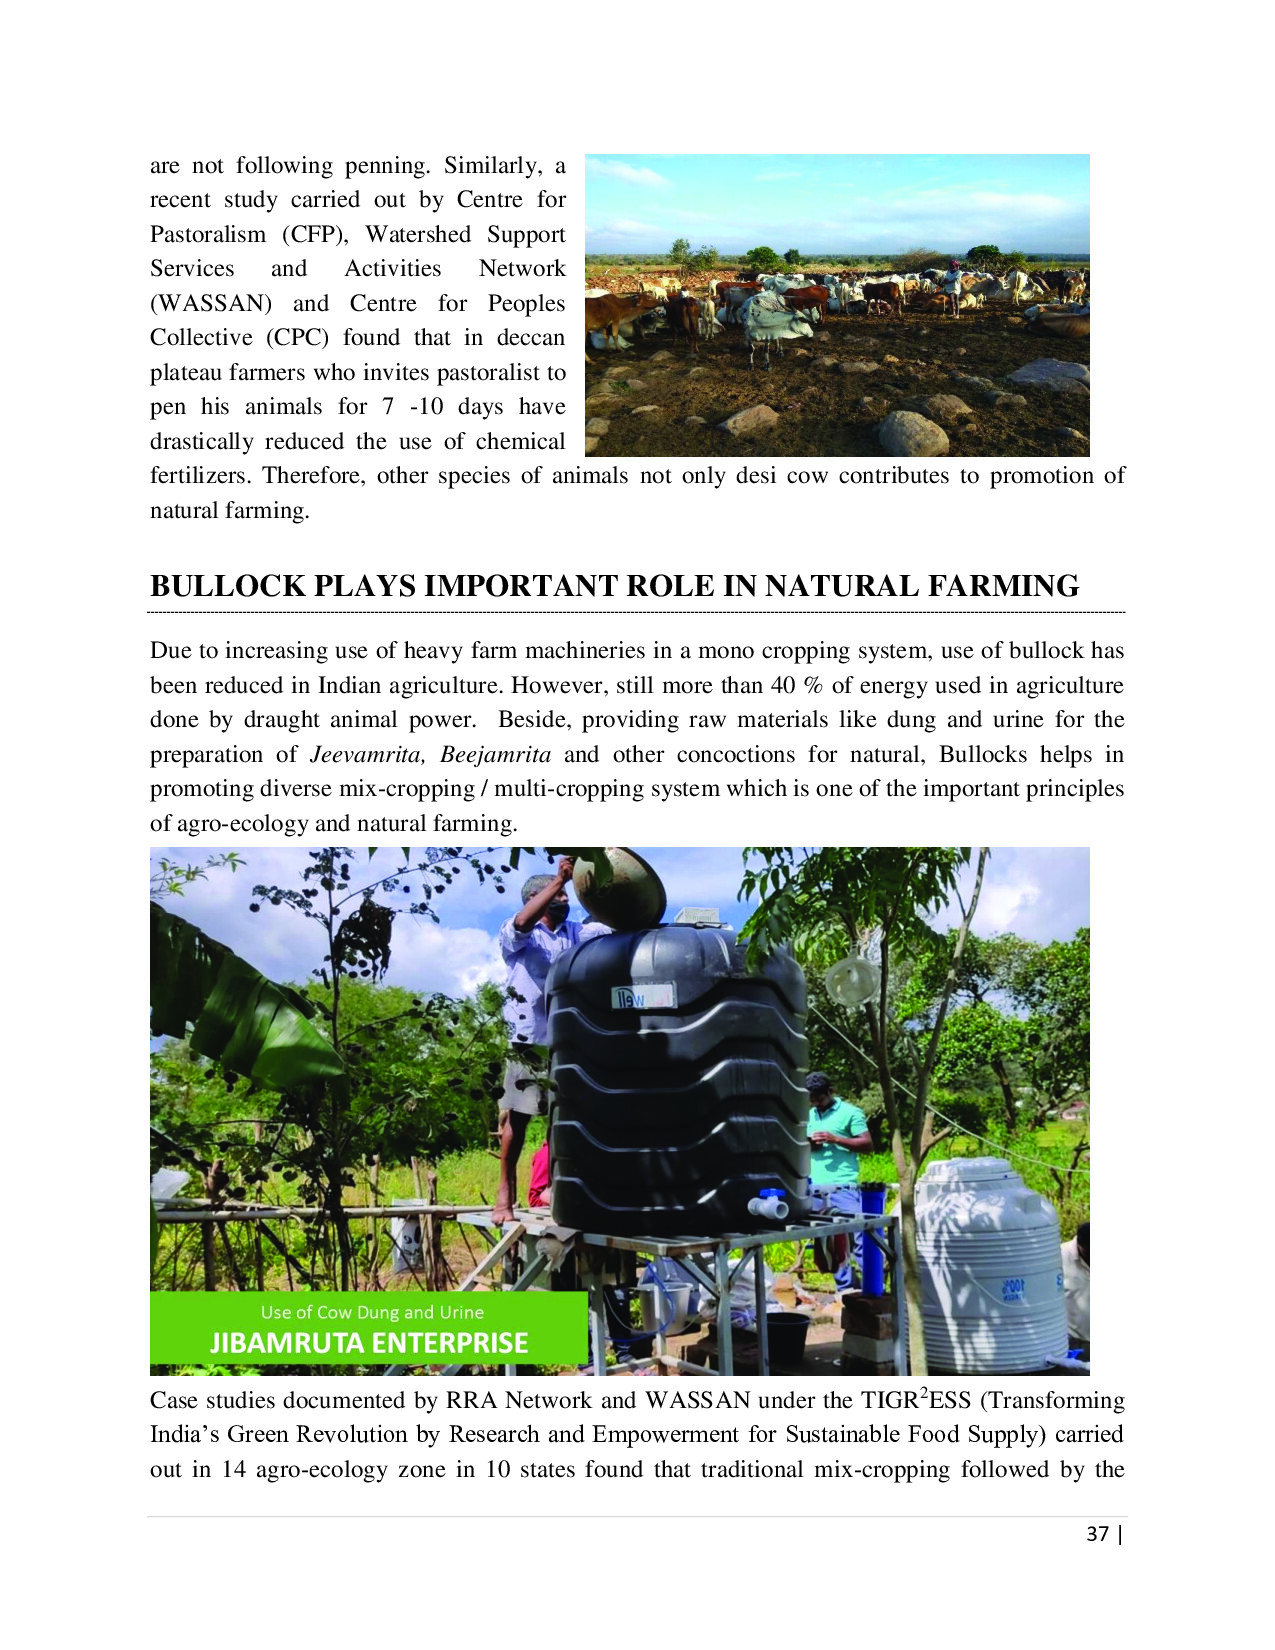 are not following penning. Similarly, a
recent study carried out by Centre for
Pastoralism (CFP), Watershed Support
Services and Activities Network
(WASSAN) and Centre for Peoples
Collective (CPC) found that in deccan
plateau farmers who invites pastoralist to
pen his animals for 7 -10 days have
drastically reduced the use of chemical
fertilizers. Therefore, other species of animals not only desi cow contributes to promotion of
natural farming.
BULLOCK PLAYS IMPORTANT ROLE IN NATURAL FARMING
Due to increasing use of heavy farm machineries in a mono cropping system, use of bullock has
been reduced in Indian agriculture. However, still more than 40 % of energy used in agriculture
done by draught animal power. Beside, providing raw materials like dung and urine for the
preparation of Jeevamrita, Beejamrita and other concoctions for natural, Bullocks helps in
promoting diverse mix-cropping / multi-cropping system which is one of the important principles
of agro-ecology and natural farming.
well
100%
Use of Cow Dung and Urine
JIBAMRUTA ENTERPRISE
Case studies documented by RRA Network and WASSAN under the TIGR²ESS (Transforming
India’s Green Revolution by Research and Empowerment for Sustainable Food Supply) carried
out in 14 agro-ecology zone in 10 states found that traditional mix-cropping followed by the
37 |